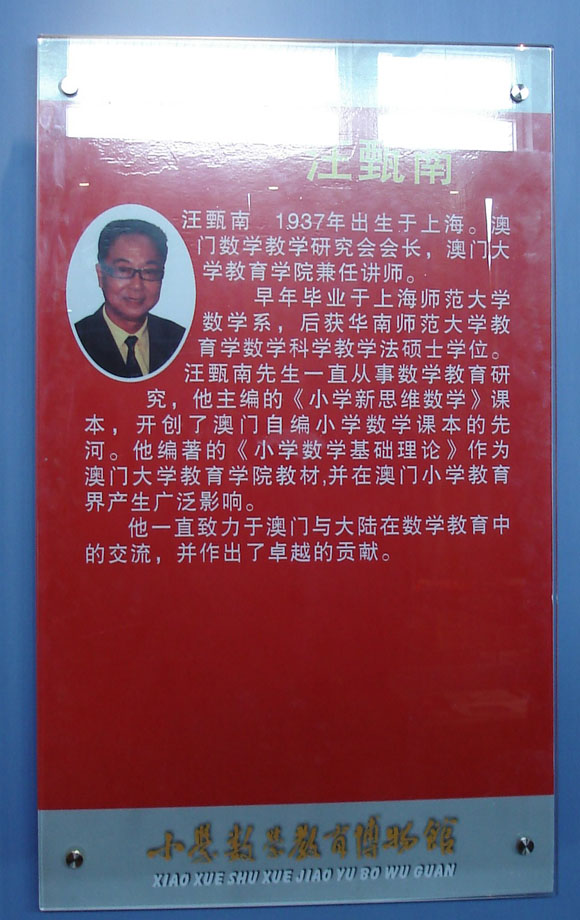 汪甄南
汪甄南 1937年出生于上海。澳
门数学教学研究会会长，澳门大
学教育学院兼任讲师。
早年毕业于上海师范大学
数学系，后获华南师范大学教
育学数学科学教学法硕士学位。
汪甄南先生一直从事数学教育研
究，他主编的《小学新思维数学》课
本，开创了澳门自编小学数学课本的先
河。他编著的《小学数学基础理论》作为
澳门大学教育学院教材,并在澳门小学教育
界产生广泛影响。
他一直致力于澳门与大陆在数学教育中
的交流，并作出了卓越的贡献。
小学数学教育博物馆
XIAO XUE SHU XUE JIAO YU BO WU GUAN